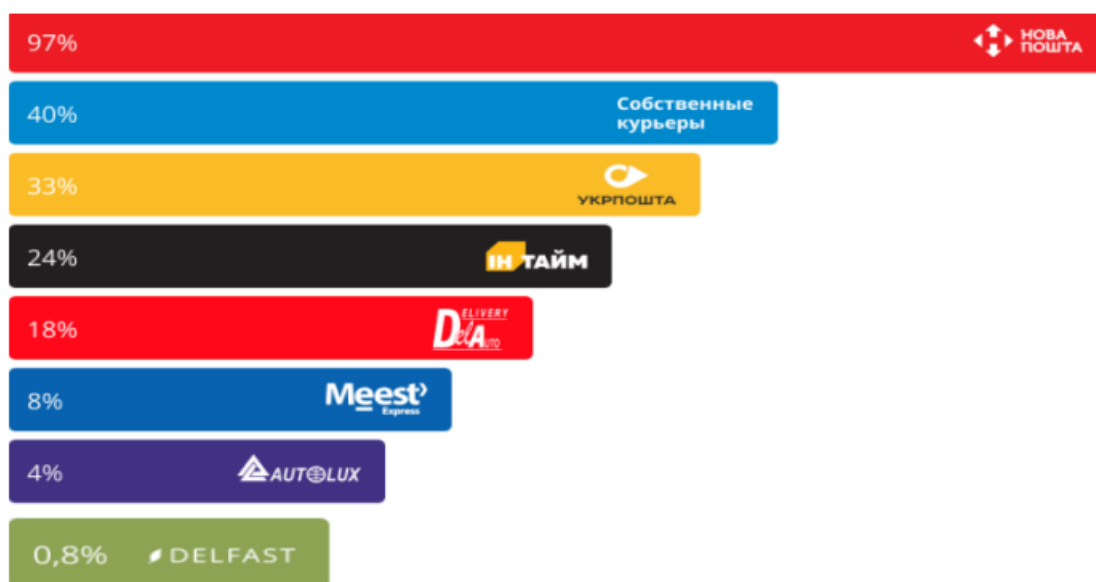 97%
НОВА
ПОШТА
40%
Собственные
курьеры
33%
УКРПОШТА
24%
ІН ТАЙМ
18%
DELIVERY
DelAuto
8%
Meest
Express
4%
AUTOLUX
0,8%
DELFAST